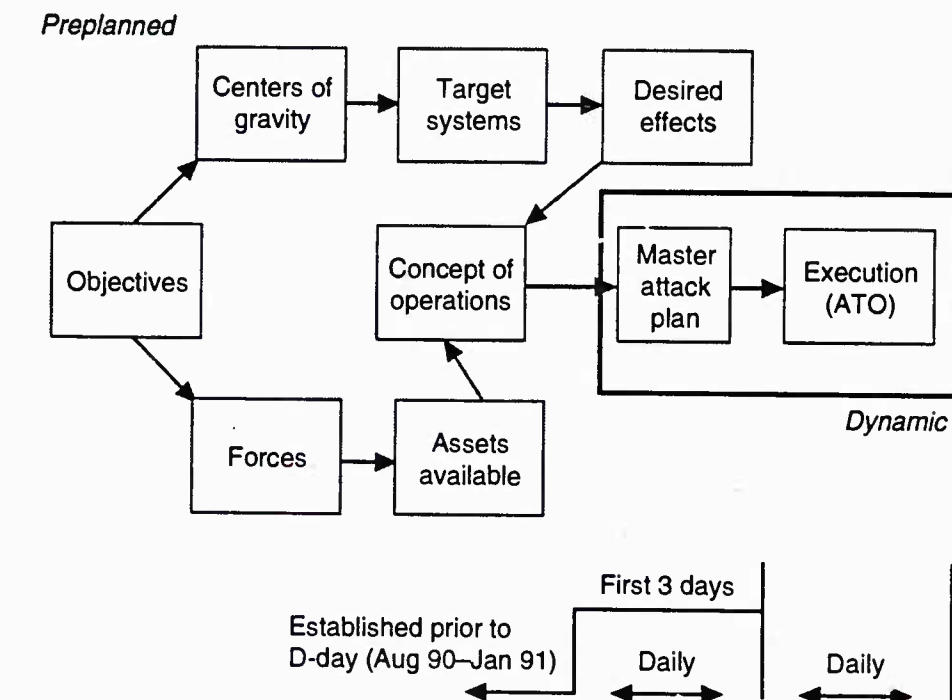 Preplanned
Centers of
gravity
Target
systems
Desired
effects
Objectives
Concept of
operations
Master
attack
plan
Execution
(ATO)
Dynamic
Forces
Assets
available
First 3 days
Established prior to
D-day (Aug 90–Jan 91)
Daily
Daily